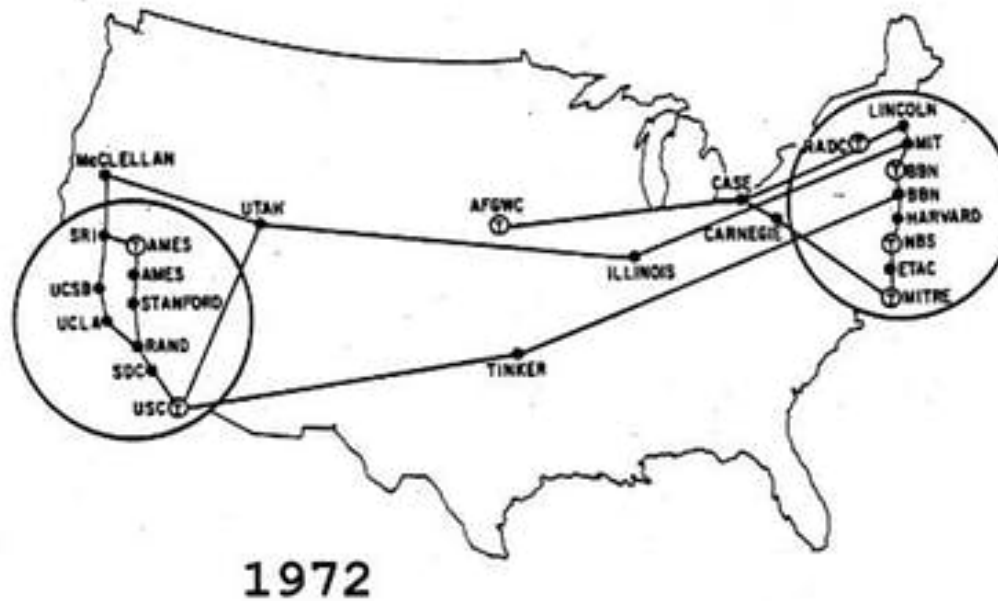 LINCOLN
RADC T
MIT
T BBN
BBN
HARVARD
T NBS
ETAC
T MITRE
McCLELLAN
UTAH
AFGWC
T
CASE
CARNEGIE
ILLINOIS
SRI
T AMES
AMES
UCSB
STANFORD
UCLA
RAND
SDC
USC T
TINKER
1972